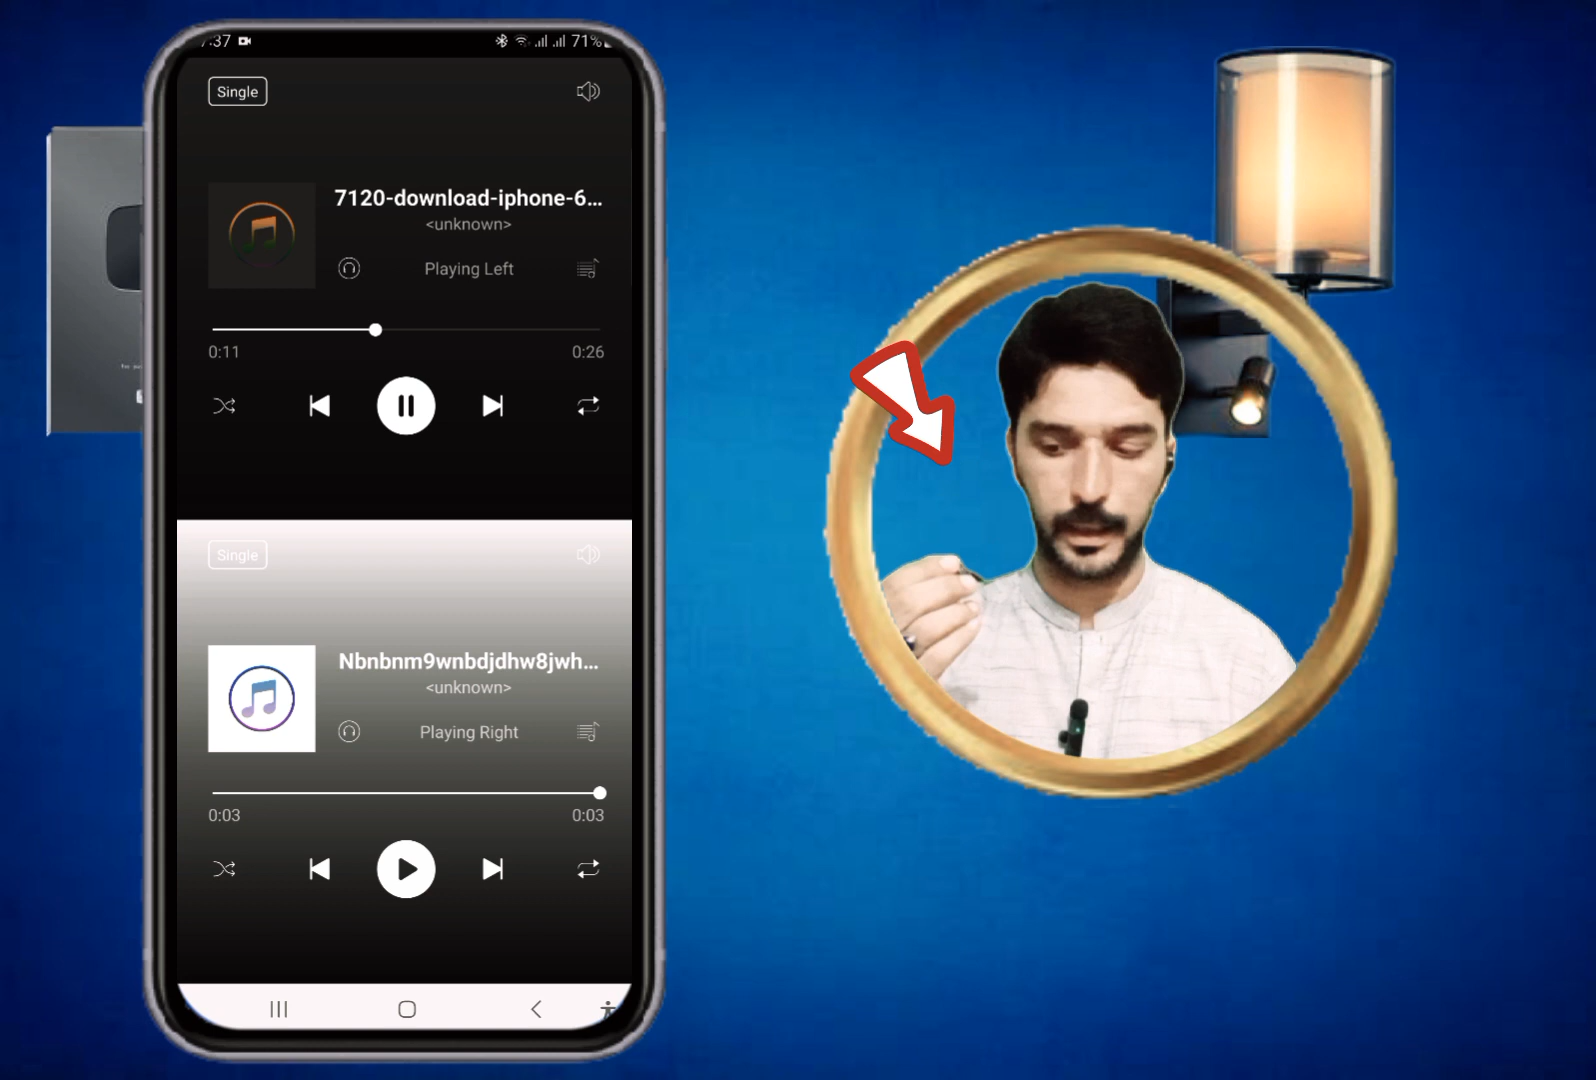 7:37
71%
Single
7120-download-iphone-6...
<unknown>
Playing Left
0:11
0:26
Single
Nbnbnm9wnbdjdhw8jwh...
<unknown>
Playing Right
0:03
0:03